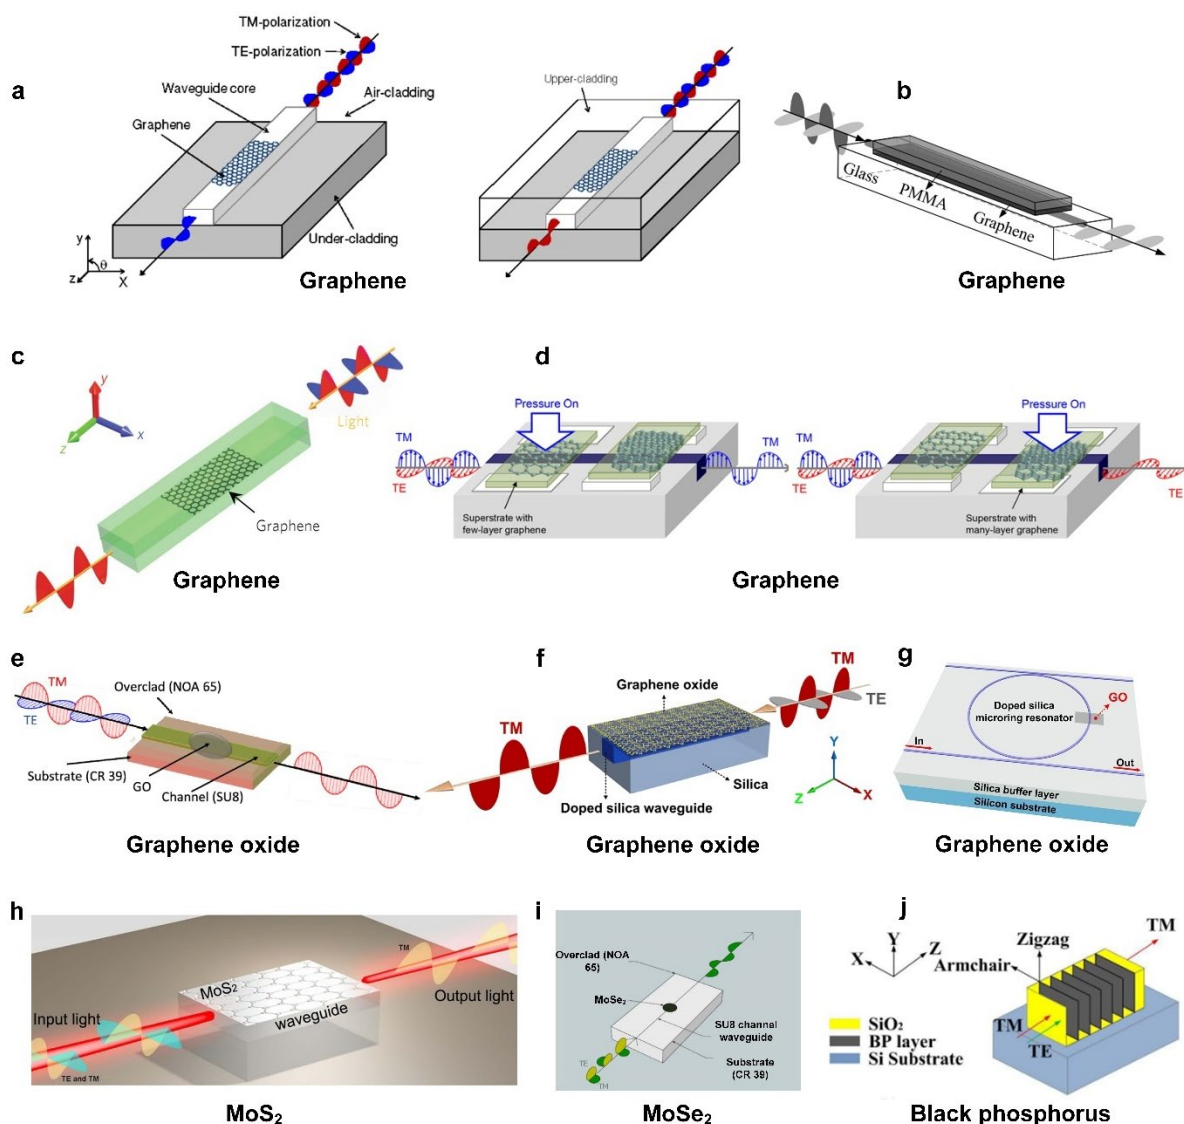 a
TM-polarization
TE-polarization
Waveguide core
Air-cladding
Graphene
Under-cladding
y
θ
z
X
Upper-cladding
Graphene
b
Glass
PMMA
Graphene
Graphene
c
y
x
z
Light
Graphene
Graphene
d
Pressure On
TM
TE
TM
Superstrate with
few-layer graphene
Pressure On
TM
TE
TE
Superstrate with
many-layer graphene
Graphene
e
TM
TE
Overclad (NOA 65)
Substrate (CR 39)
GO
Channel (SU8)
Graphene oxide
f
TM
TE
Graphene oxide
TM
Silica
Doped silica waveguide
Y
Z
X
Graphene oxide
g
Doped silica
microring resonator
GO
In
Out
Silica buffer layer
Silicon substrate
Graphene oxide
h
TM
MoS2
Output light
Input light
waveguide
TE and TM
MoS2
i
Overclad (NOA
65)
MoSe2
SU8 channel
waveguide
Substrate
(CR 39)
TE
TM
MoSe2
j
Y
X
Z
Zigzag
Armchair
TM
TM
TE
SiO2
BP layer
Si Substrate
Black phosphorus